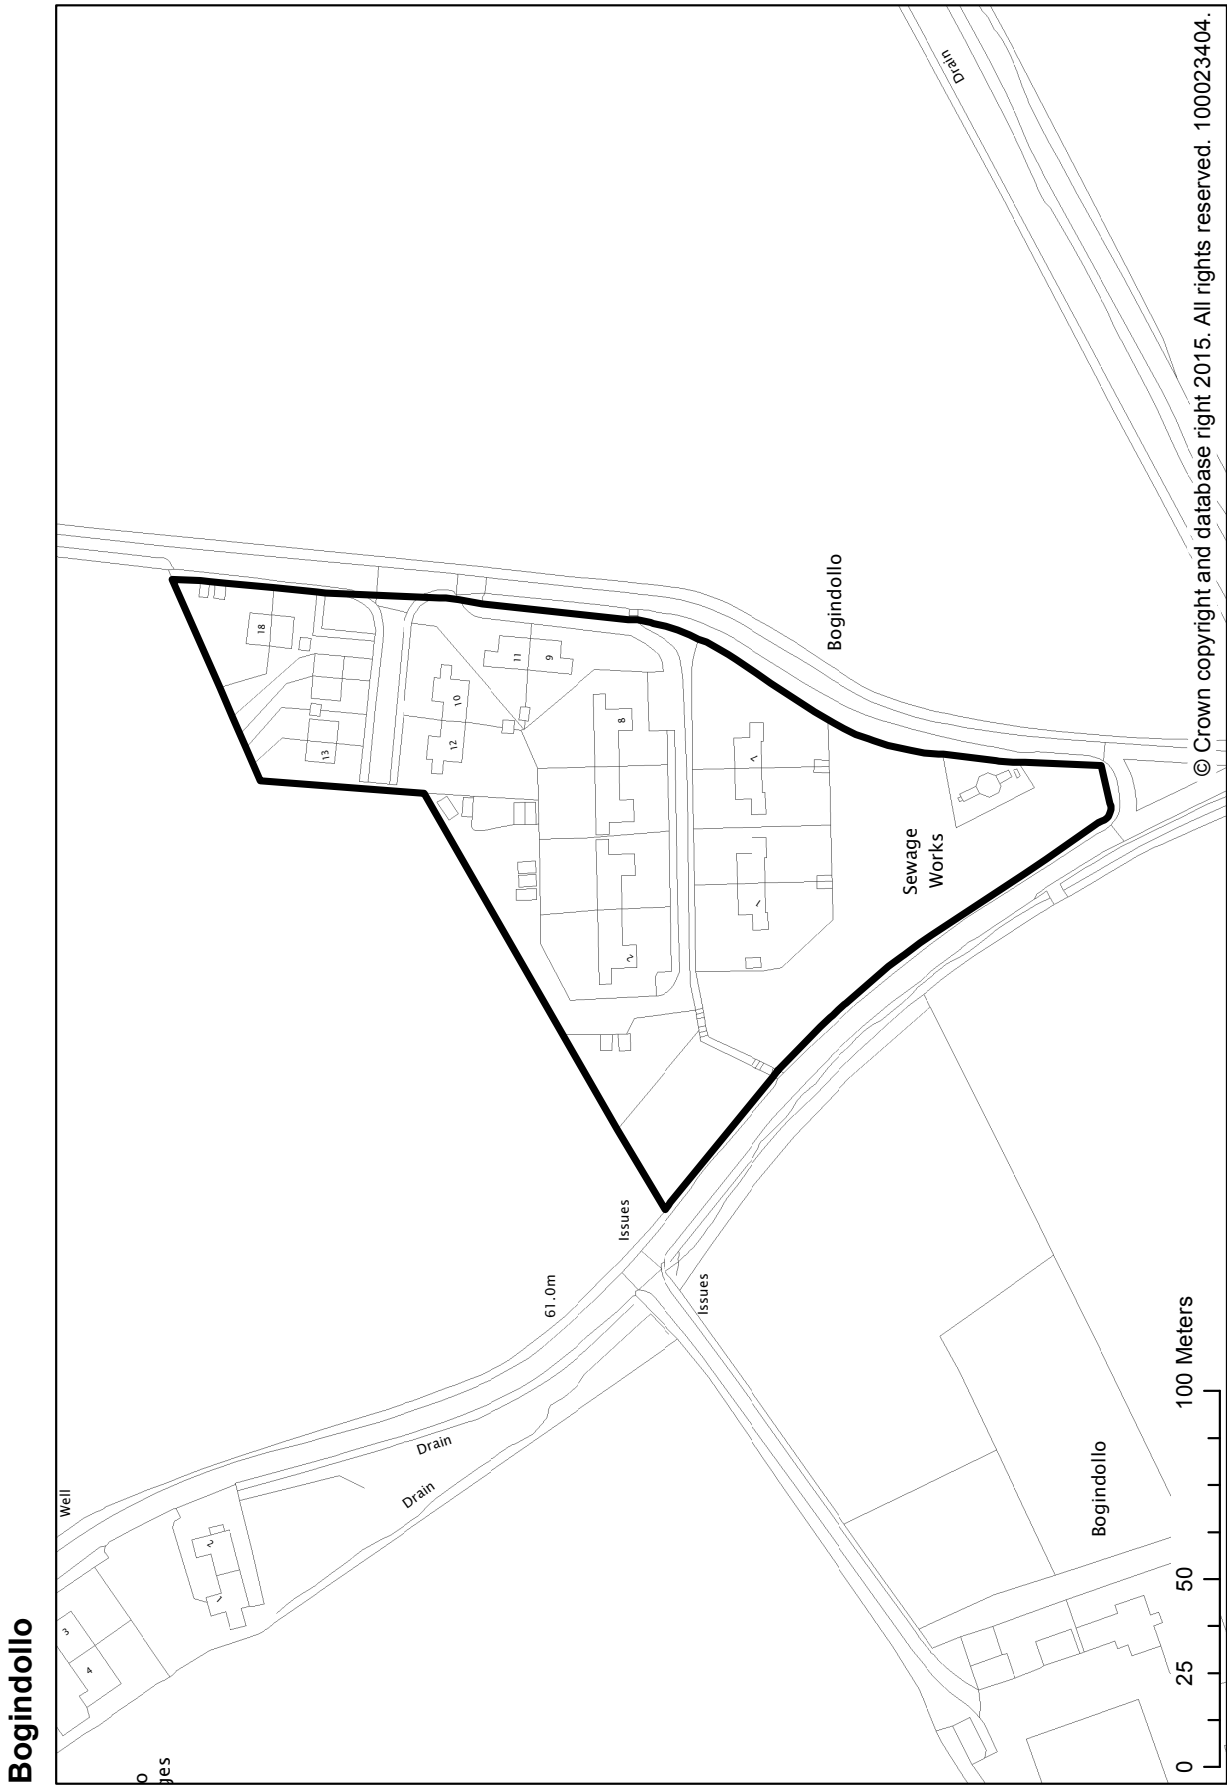 Bogindollo
3
Well
4
o
ges
2
1
18
13
Drain
Drain
12
10
11
9
61.0m
8
Issues
2
Issues
7
1
Bogindollo
Sewage
Works
Drain
Bogindollo
0 25 50 100 Meters
© Crown copyright and database right 2015. All rights reserved. 100023404.